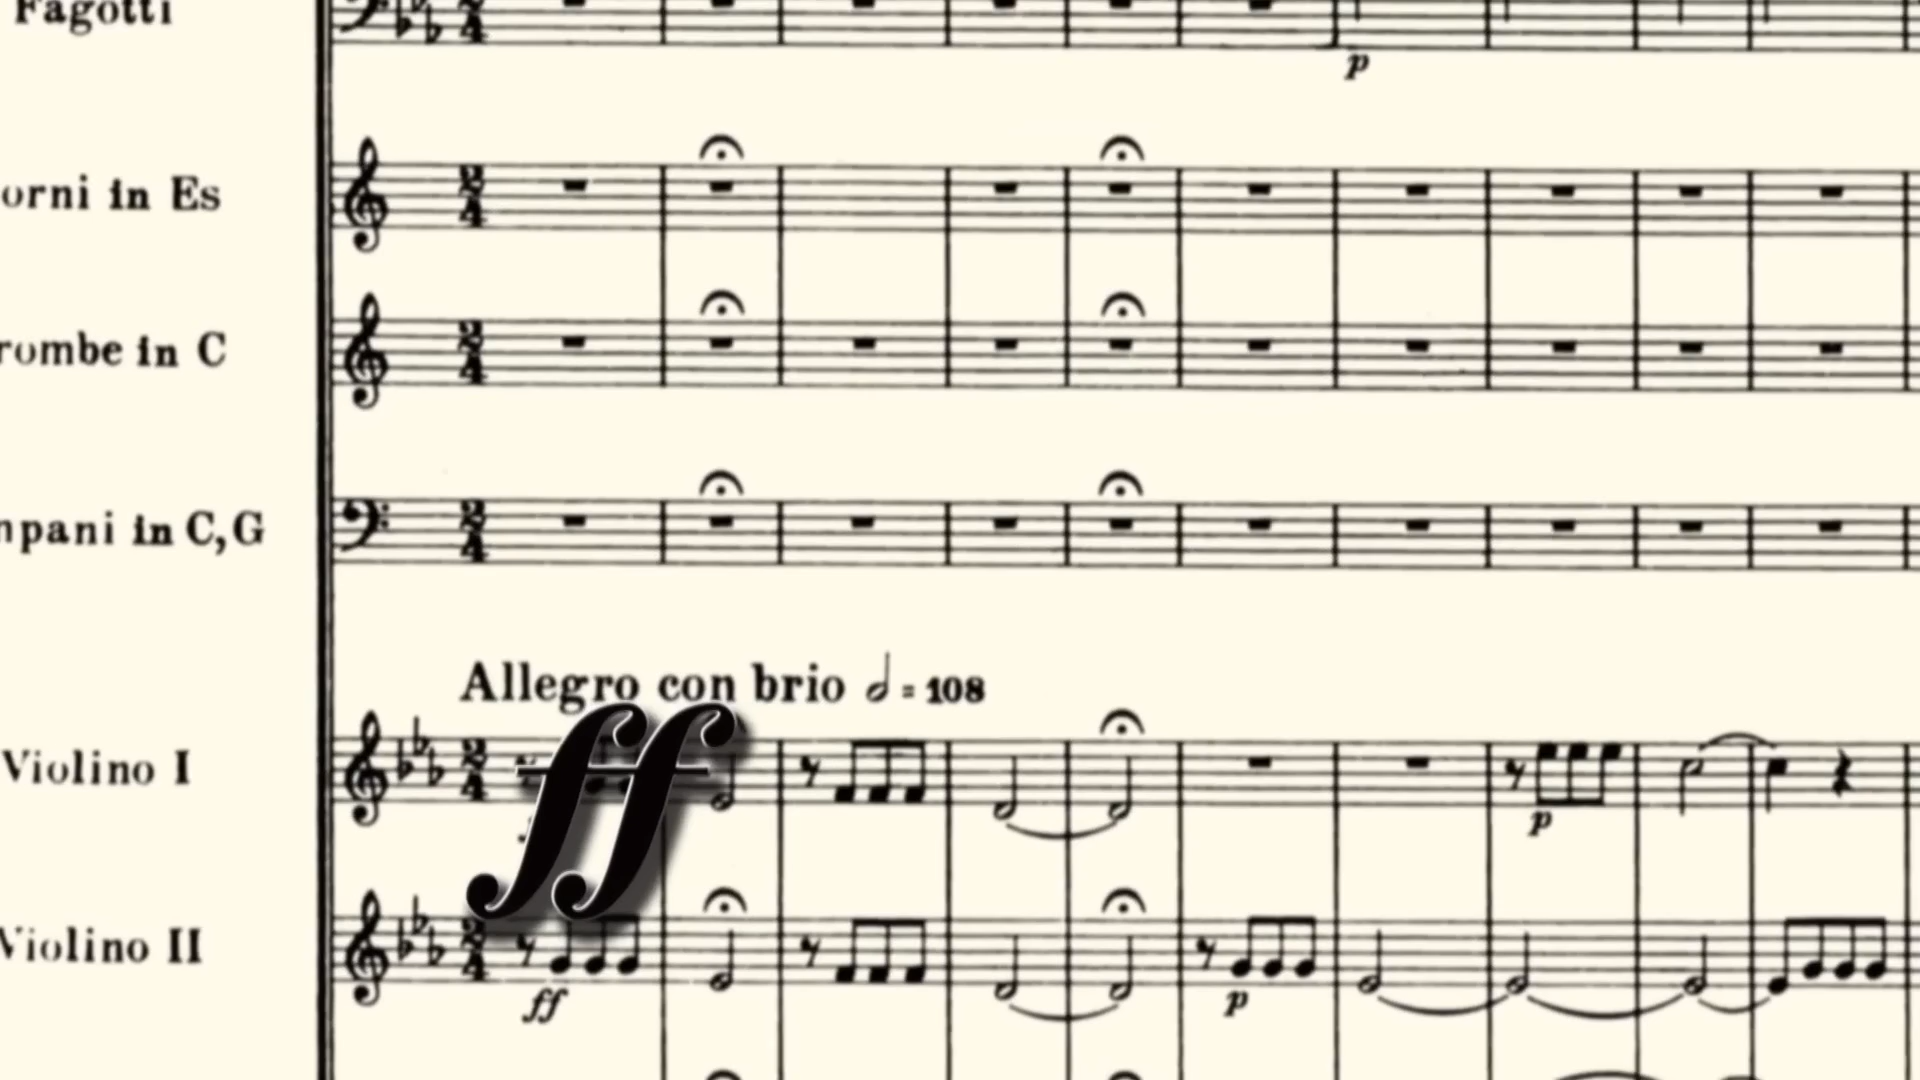 Fagotti
p
orni in Es
rombe in C
npani in C,G
Allegro con brio = 108
ff
Violino I
p
Violino II
ff
p